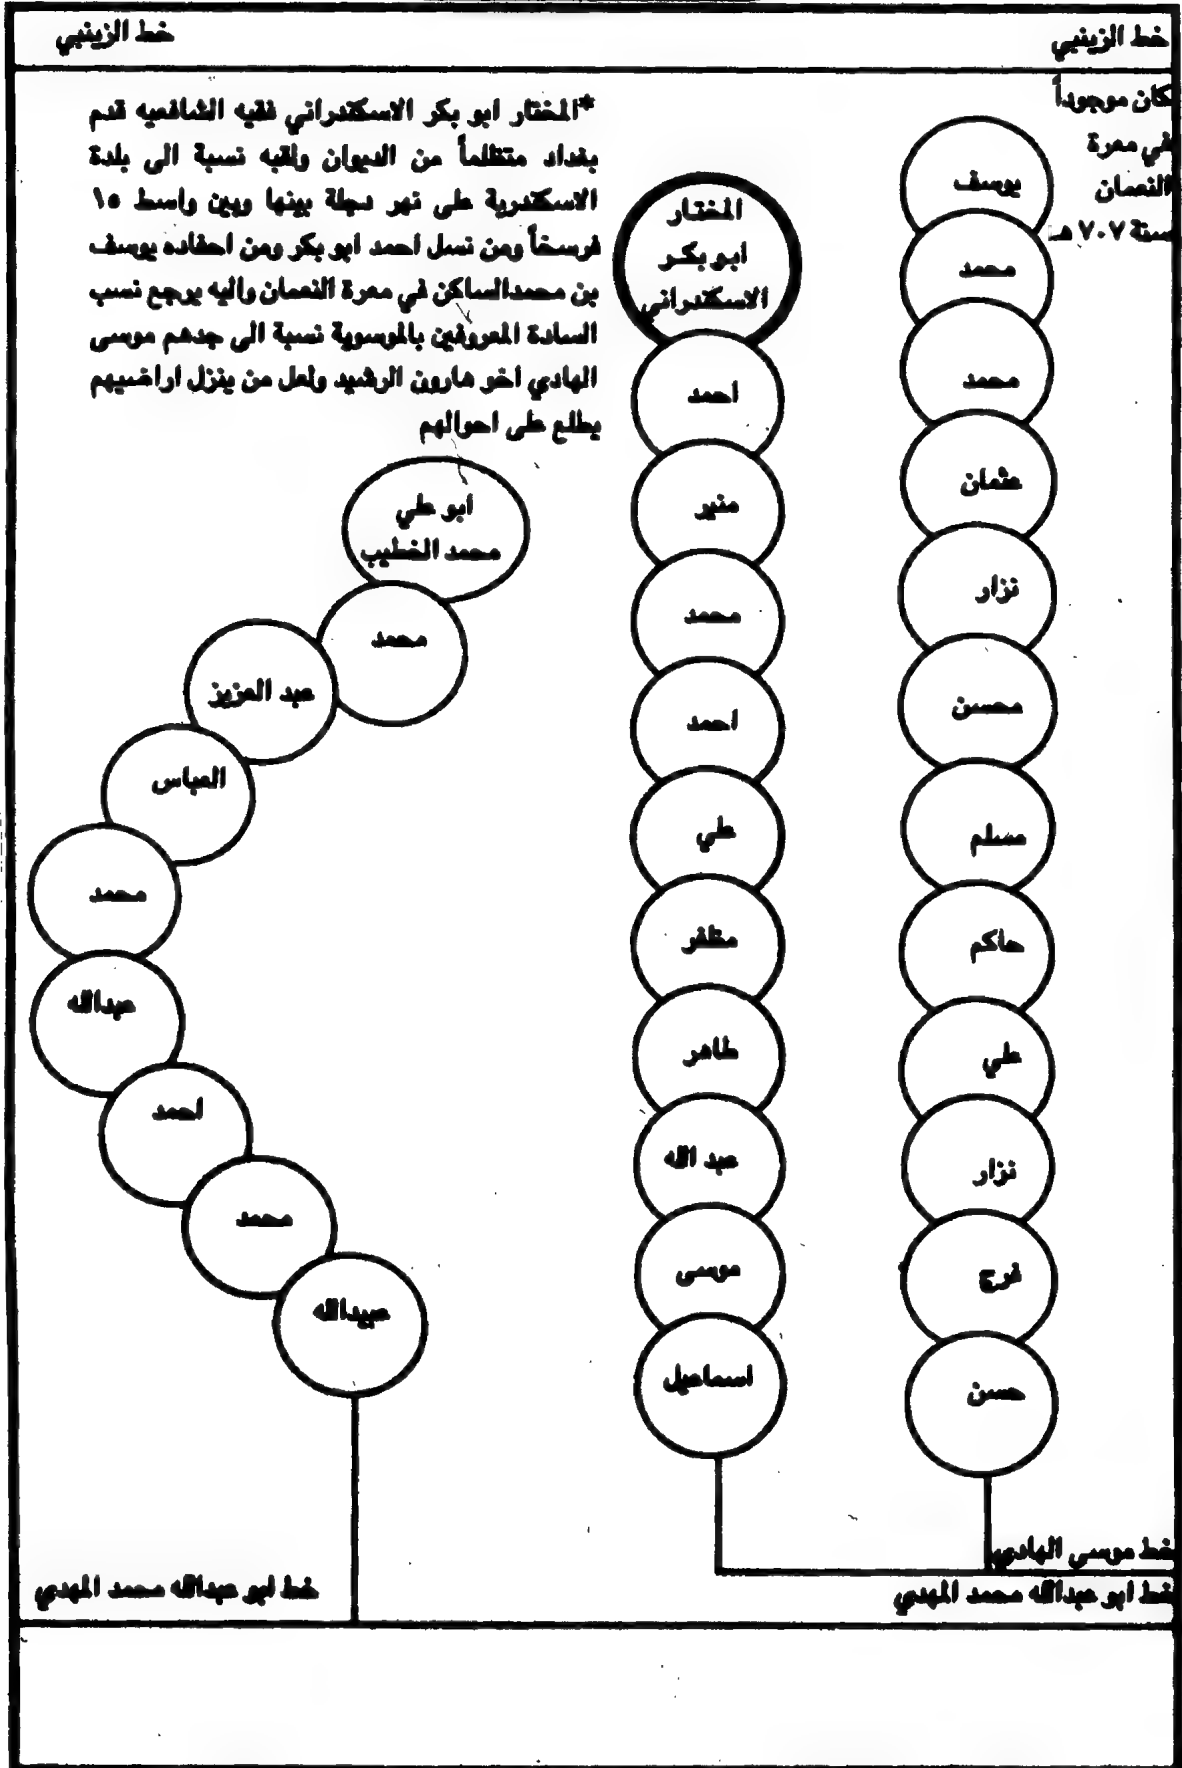 خط الزينبي
خط الزينبي
كان موجوداً
في معرة
النعمان
سنة ٧٠٧ هـ
يوسف
محمد
محمد
عثمان
نزار
محسن
مسلم
حاكم
علي
نزار
فرج
حسن
المختار
ابو بكر
الاسكندراني
احمد
منير
محمد
احمد
علي
مظفر
طاهر
عبد الله
موسى
اسماعيل
*المختار ابو بكر الاسكندراني فقيه الشافعيه قدم
بغداد متظلماً من الديوان ولقبه نسبة الى بلدة
الاسكندرية على نهر دجلة بينها وبين واسط ١٥
فرسخاً ومن نسل احمد ابو بكر ومن احفاده يوسف
بن محمدالساكن في معرة النعمان واليه يرجع نسب
السادة المعروفين بالموسوية نسبة الى جدهم موسى
الهادي اخو هارون الرشيد ولعل من ينزل اراضيهم
يطلع على احوالهم
ابو علي
محمد الخطيب
محمد
عبد العزيز
العباس
محمد
عبدالله
احمد
محمد
عبيدالله
خط موسى الهادي
خط ابو عبدالله محمد المهدي
خط ابو عبدالله محمد المهدي